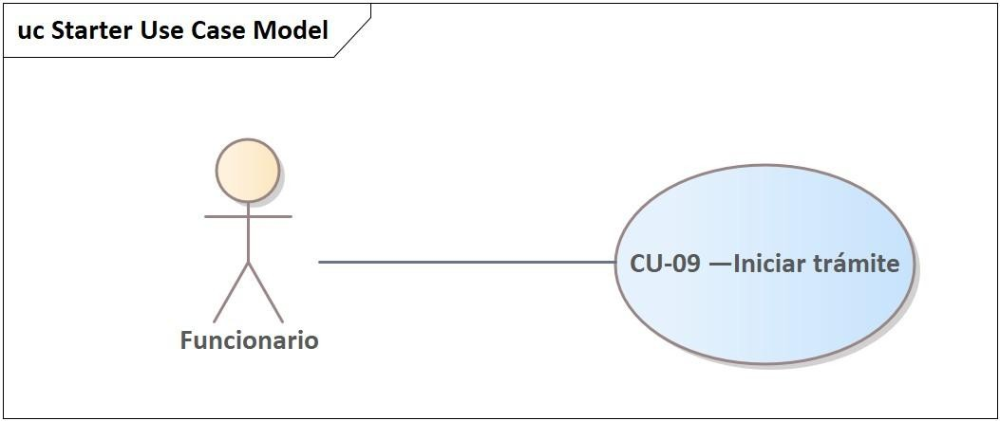 uc Starter Use Case Model
CU-09 —Iniciar trámite
Funcionario